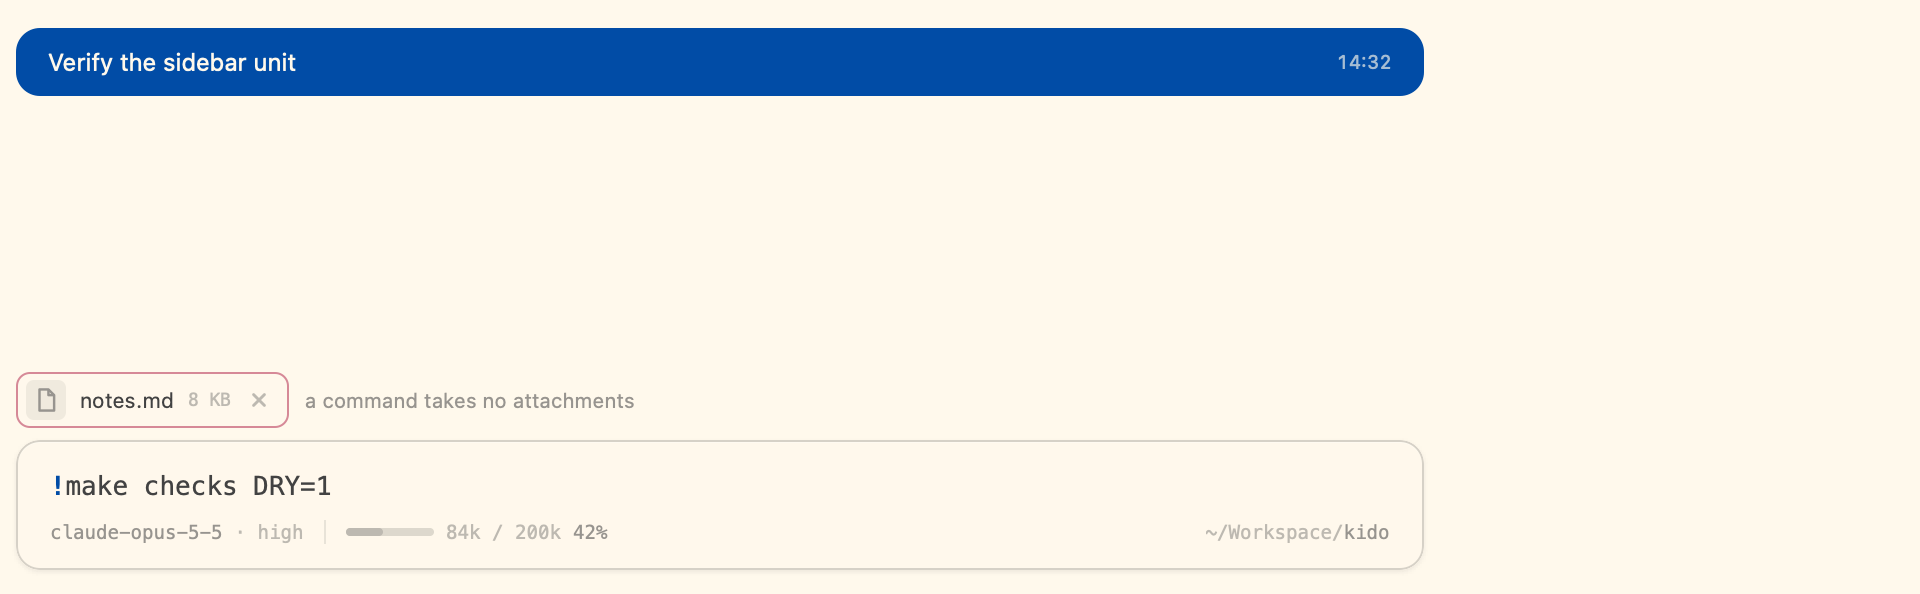 Verify the sidebar unit 14:32
notes.md 8 KB × a command takes no attachments
!make checks DRY=1
claude-opus-5-5 · high 84k / 200k 42% ~/Workspace/kido